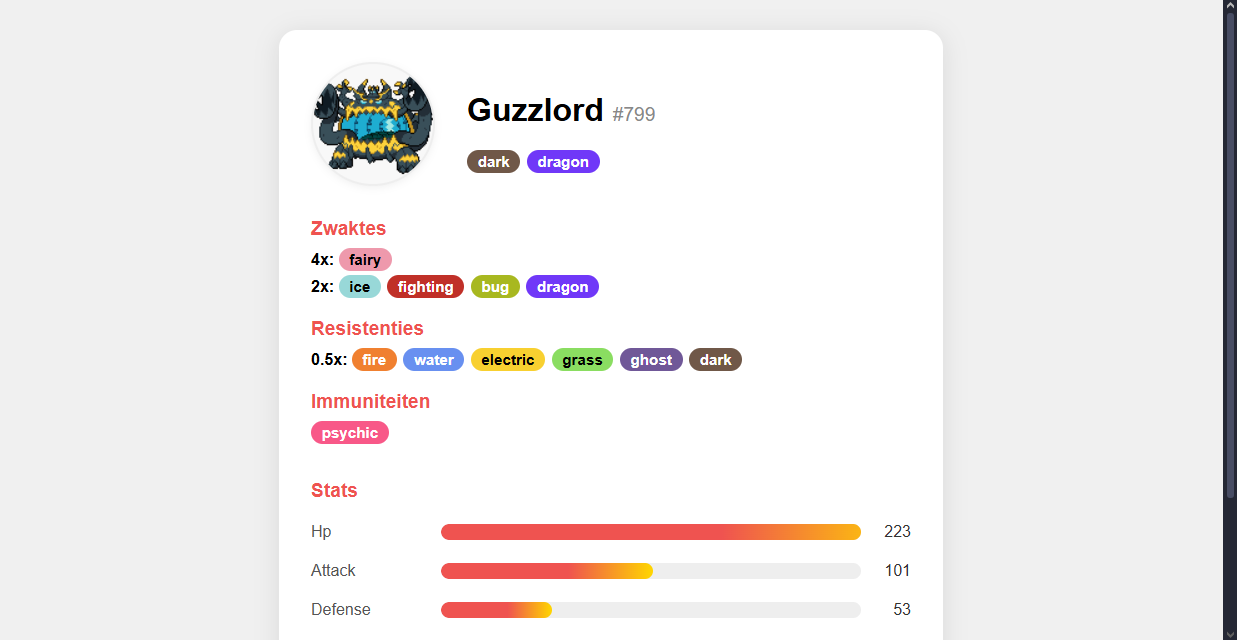 Guzzlord #799
dark dragon
Zwaktes
4x: fairy
2x: ice fighting bug dragon
Resistenties
0.5x: fire water electric grass ghost dark
Immuniteiten
psychic
Stats
Hp 223
Attack 101
Defense 53